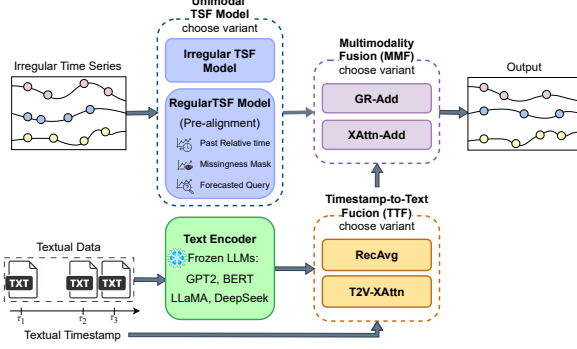 Unimodal
TSF Model
choose variant
Irregular TSF
Model
RegularTSF Model
(Pre-alignment)
Past Relative time
Missingness Mask
Forecasted Query
Irregular Time Series
Multimodality
Fusion (MMF)
choose variant
GR-Add
XAttn-Add
Output
Timestamp-to-Text
Fucion (TTF)
choose variant
RecAvg
T2V-XAttn
Text Encoder
Frozen LLMs:
GPT2, BERT
LLaMA, DeepSeek
Textual Data
TXT TXT TXT
τ1 τ2 τ3 t
Textual Timestamp